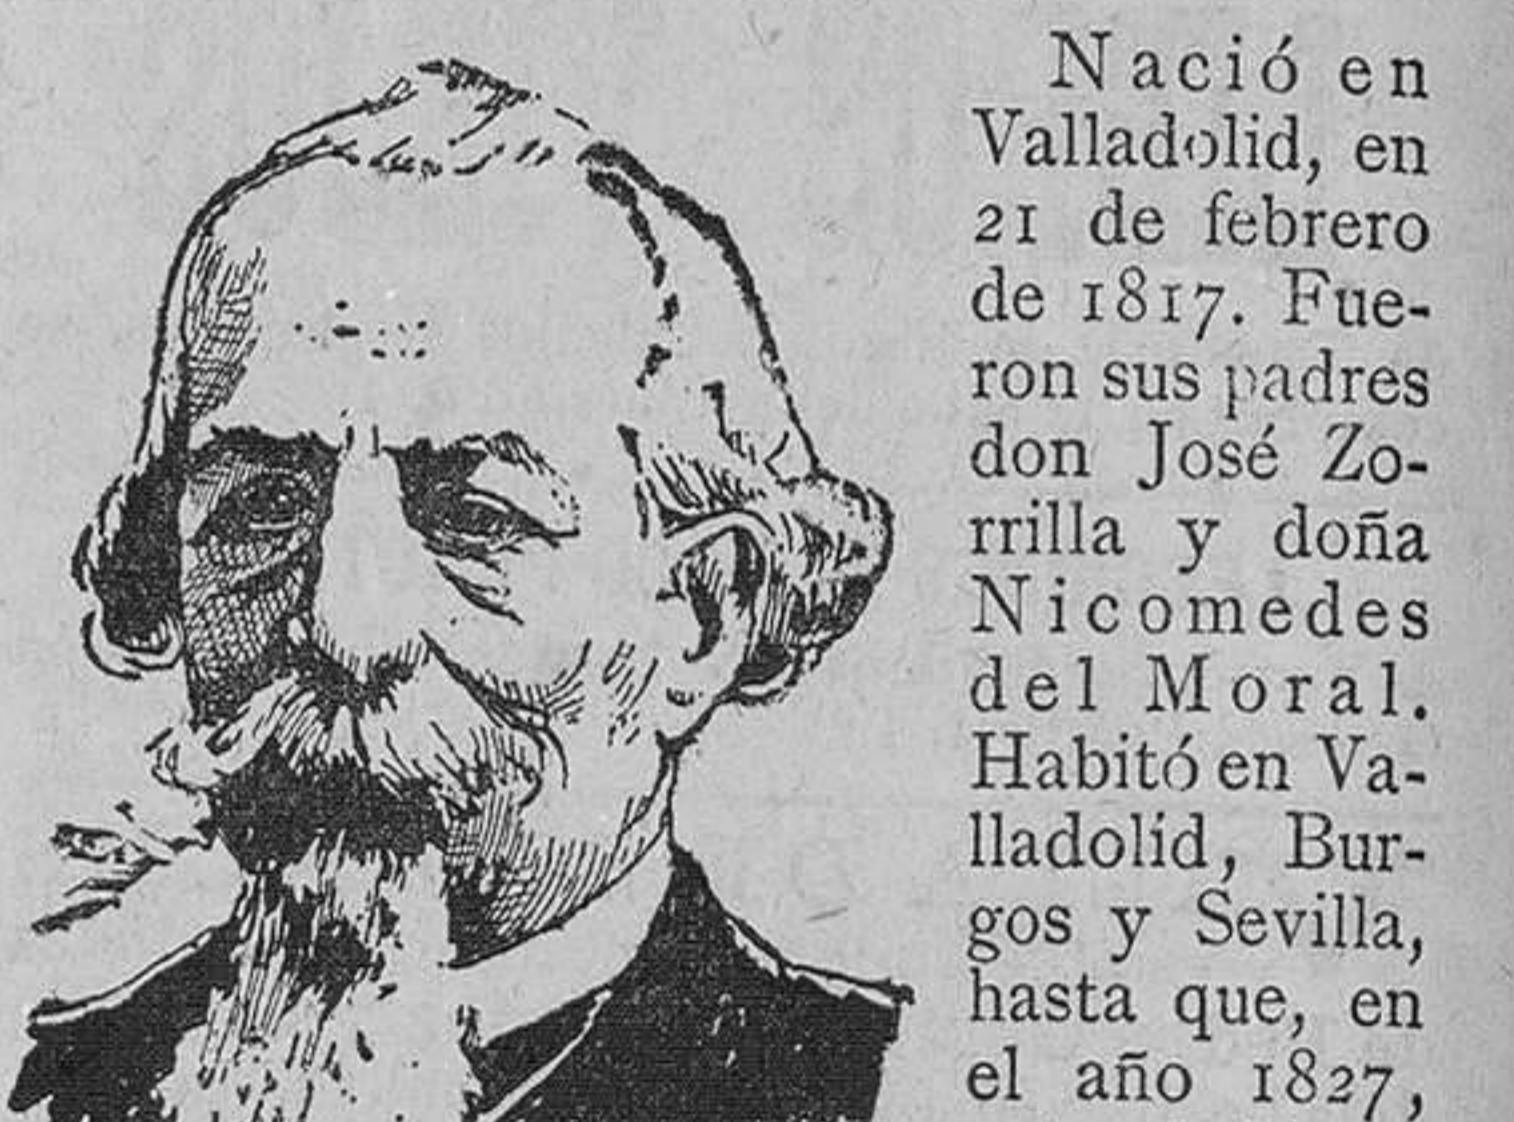 Nació en
Valladolid, en
21 de febrero
de 1817. Fue-
ron sus padres
don José Zo-
rrilla y doña
Nicomedes
del Moral.
Habitó en Va-
lladolid, Bur-
gos y Sevilla,
hasta que, en
el año 1827,